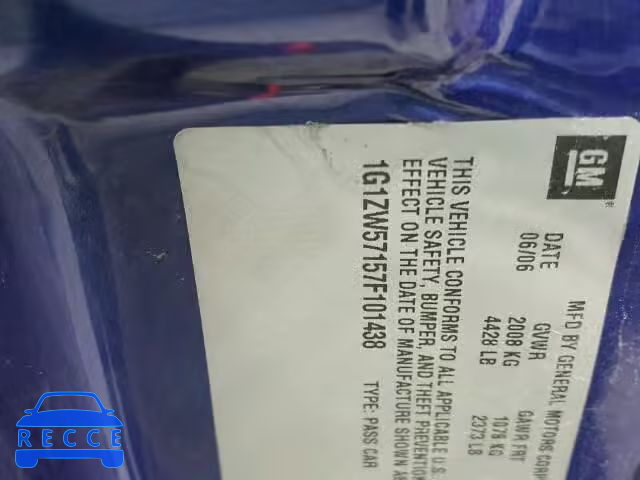 GM
MFD BY GENERAL MOTORS CORP
DATE GVWR GAWR FRT
06/06 2008 KG 1076 KG
4428 LB 2373 LB
THIS VEHICLE CONFORMS TO ALL APPLICABLE U.S.
VEHICLE SAFETY, BUMPER, AND THEFT PREVENTION
EFFECT ON THE DATE OF MANUFACTURE SHOWN
1G1ZW57157F101438 TYPE: PASS CAR
RECCE